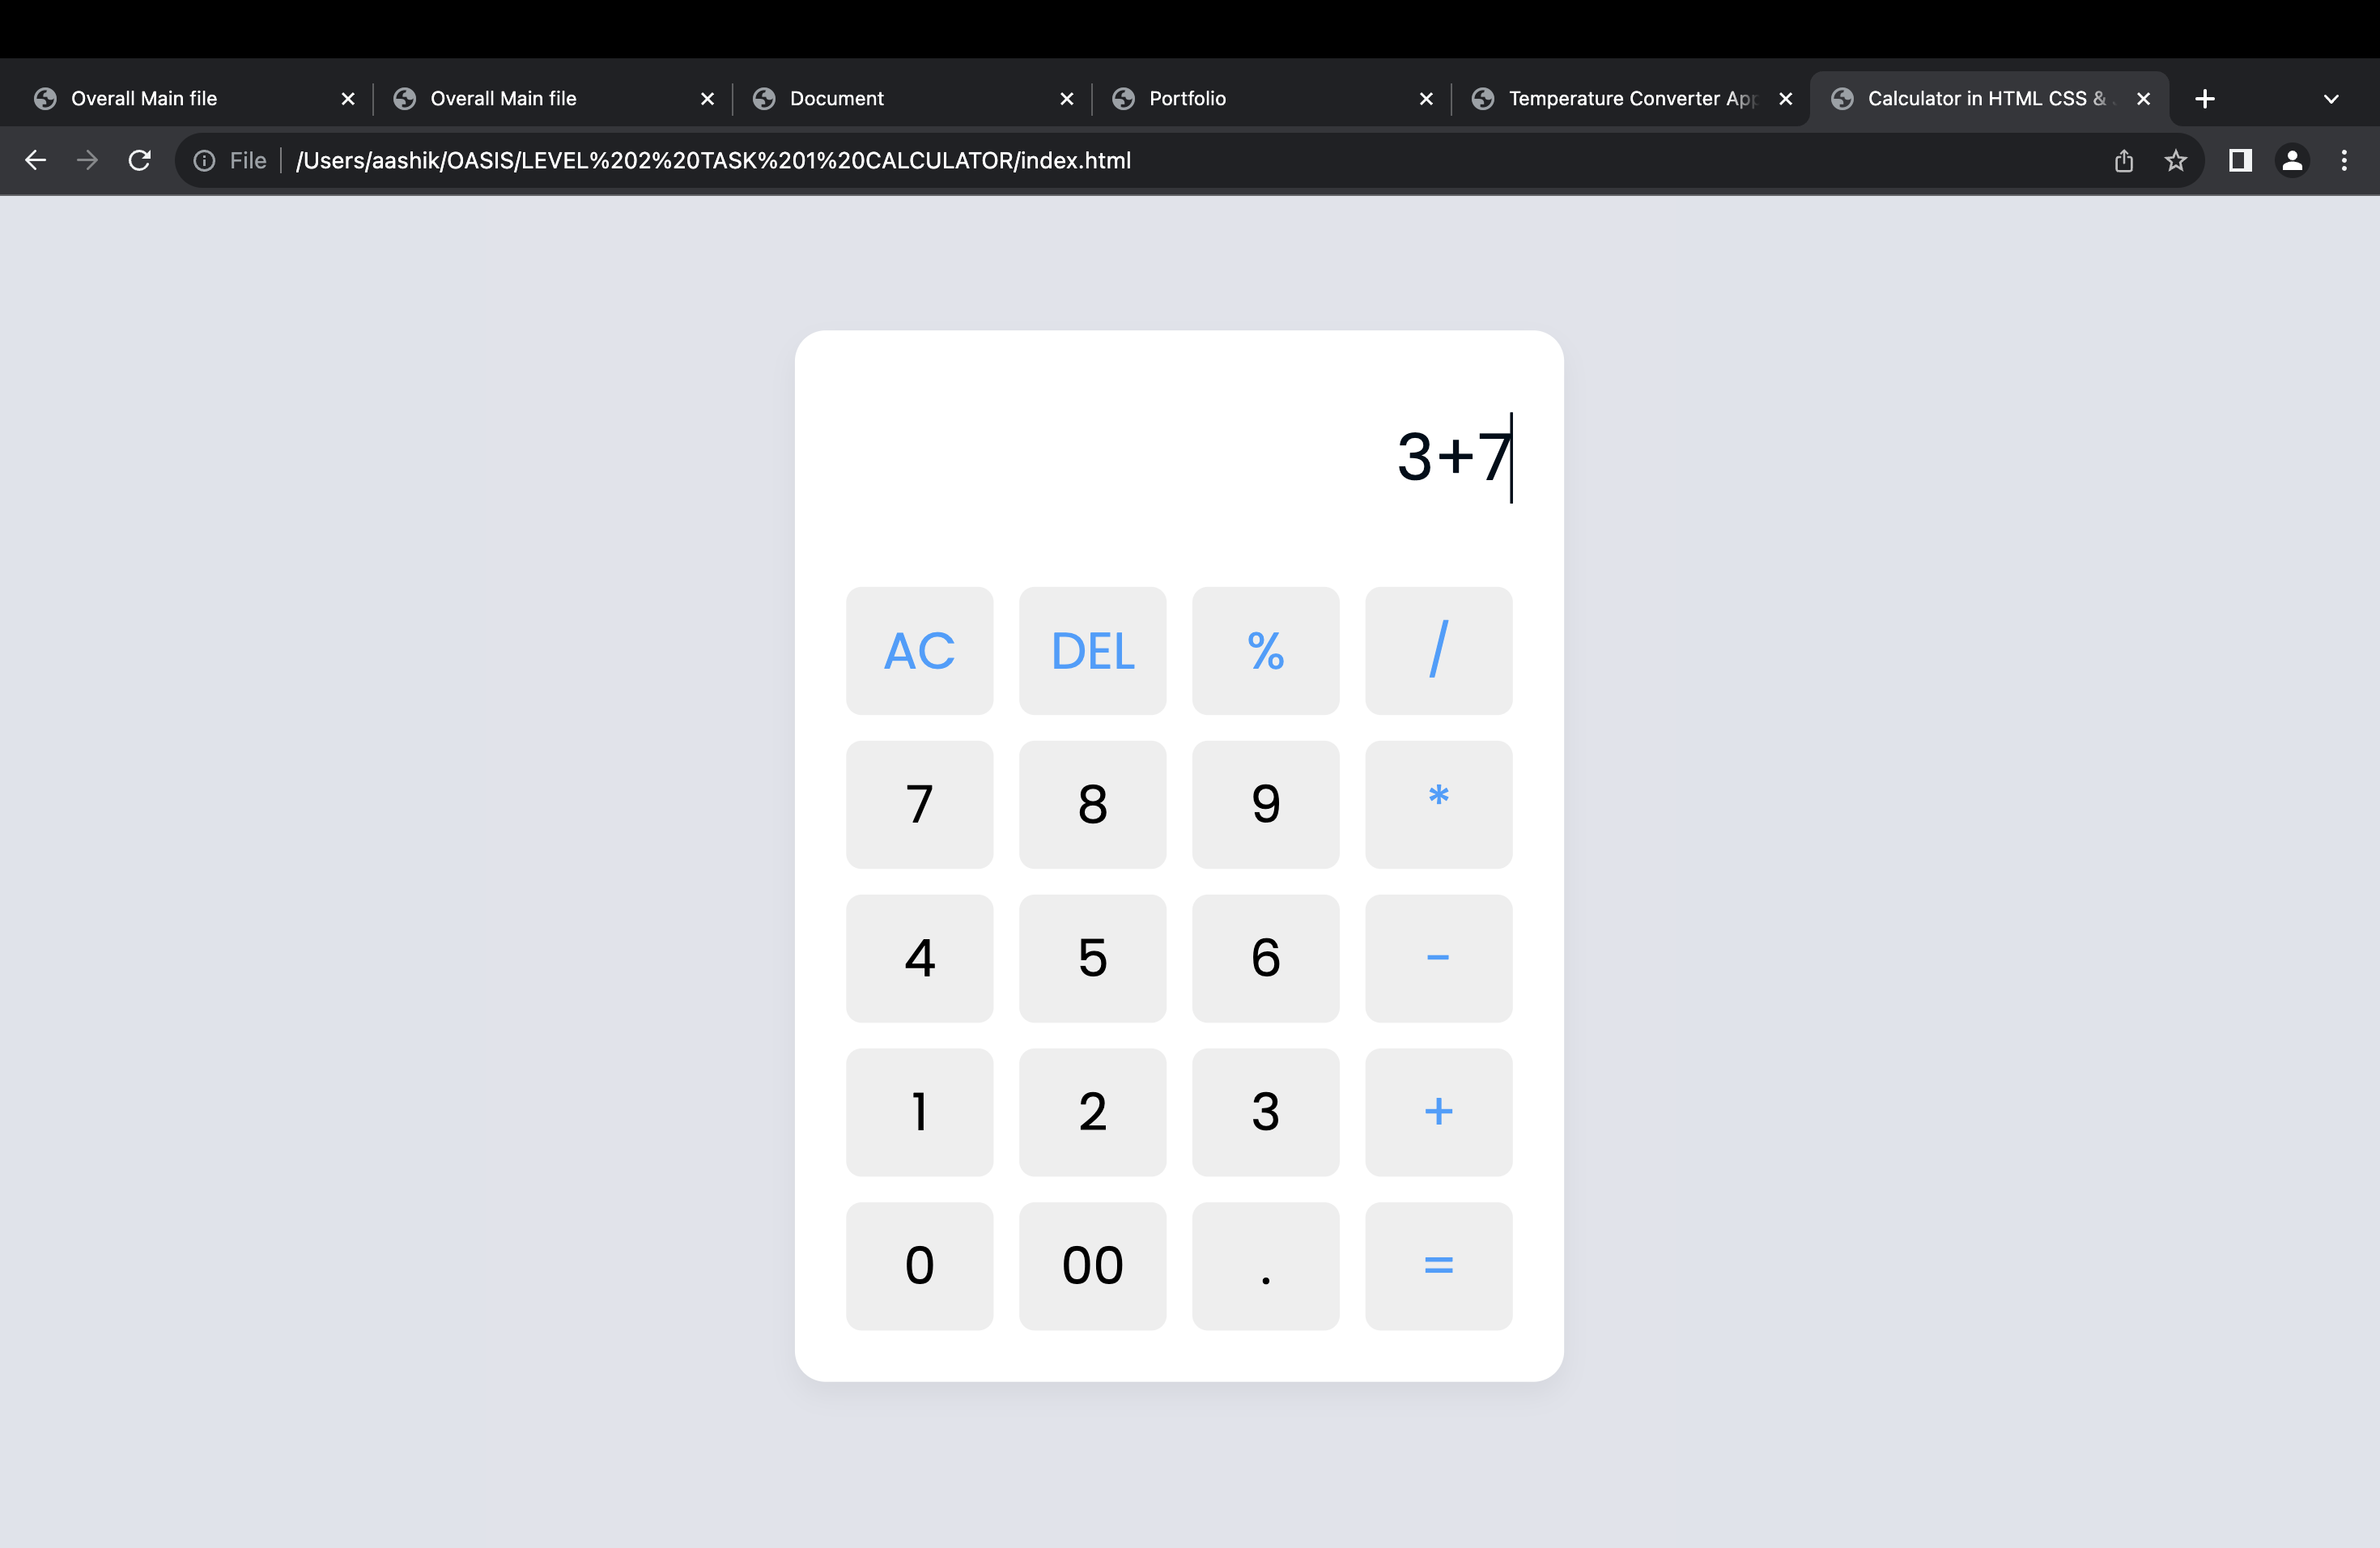 Overall Main file
Overall Main file
Document
Portfolio
Temperature Converter App
Calculator in HTML CSS &
File
/Users/aashik/OASIS/LEVEL%202%20TASK%201%20CALCULATOR/index.html
3+7
AC DEL % /
7 8 9 *
4 5 6 -
1 2 3 +
0 00 . =